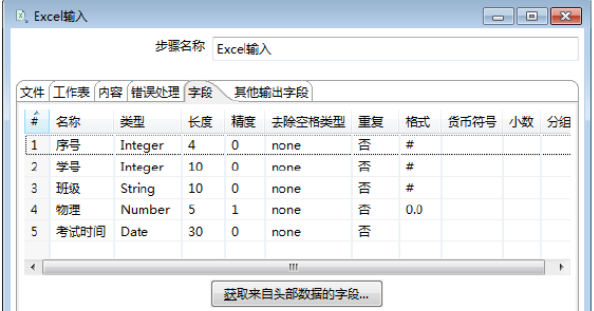 Excel输入
步骤名称 Excel输入
文件 工作表 内容 错误处理 字段 其他输出字段
# 名称 类型 长度 精度 去除空格类型 重复 格式 货币符号 小数 分组
1 序号 Integer 4 0 none 否 #
2 学号 Integer 10 0 none 否 #
3 班级 String 10 0 none 否 #
4 物理 Number 5 1 none 否 0.0
5 考试时间 Date 30 0 none 否
获取来自头部数据的字段...